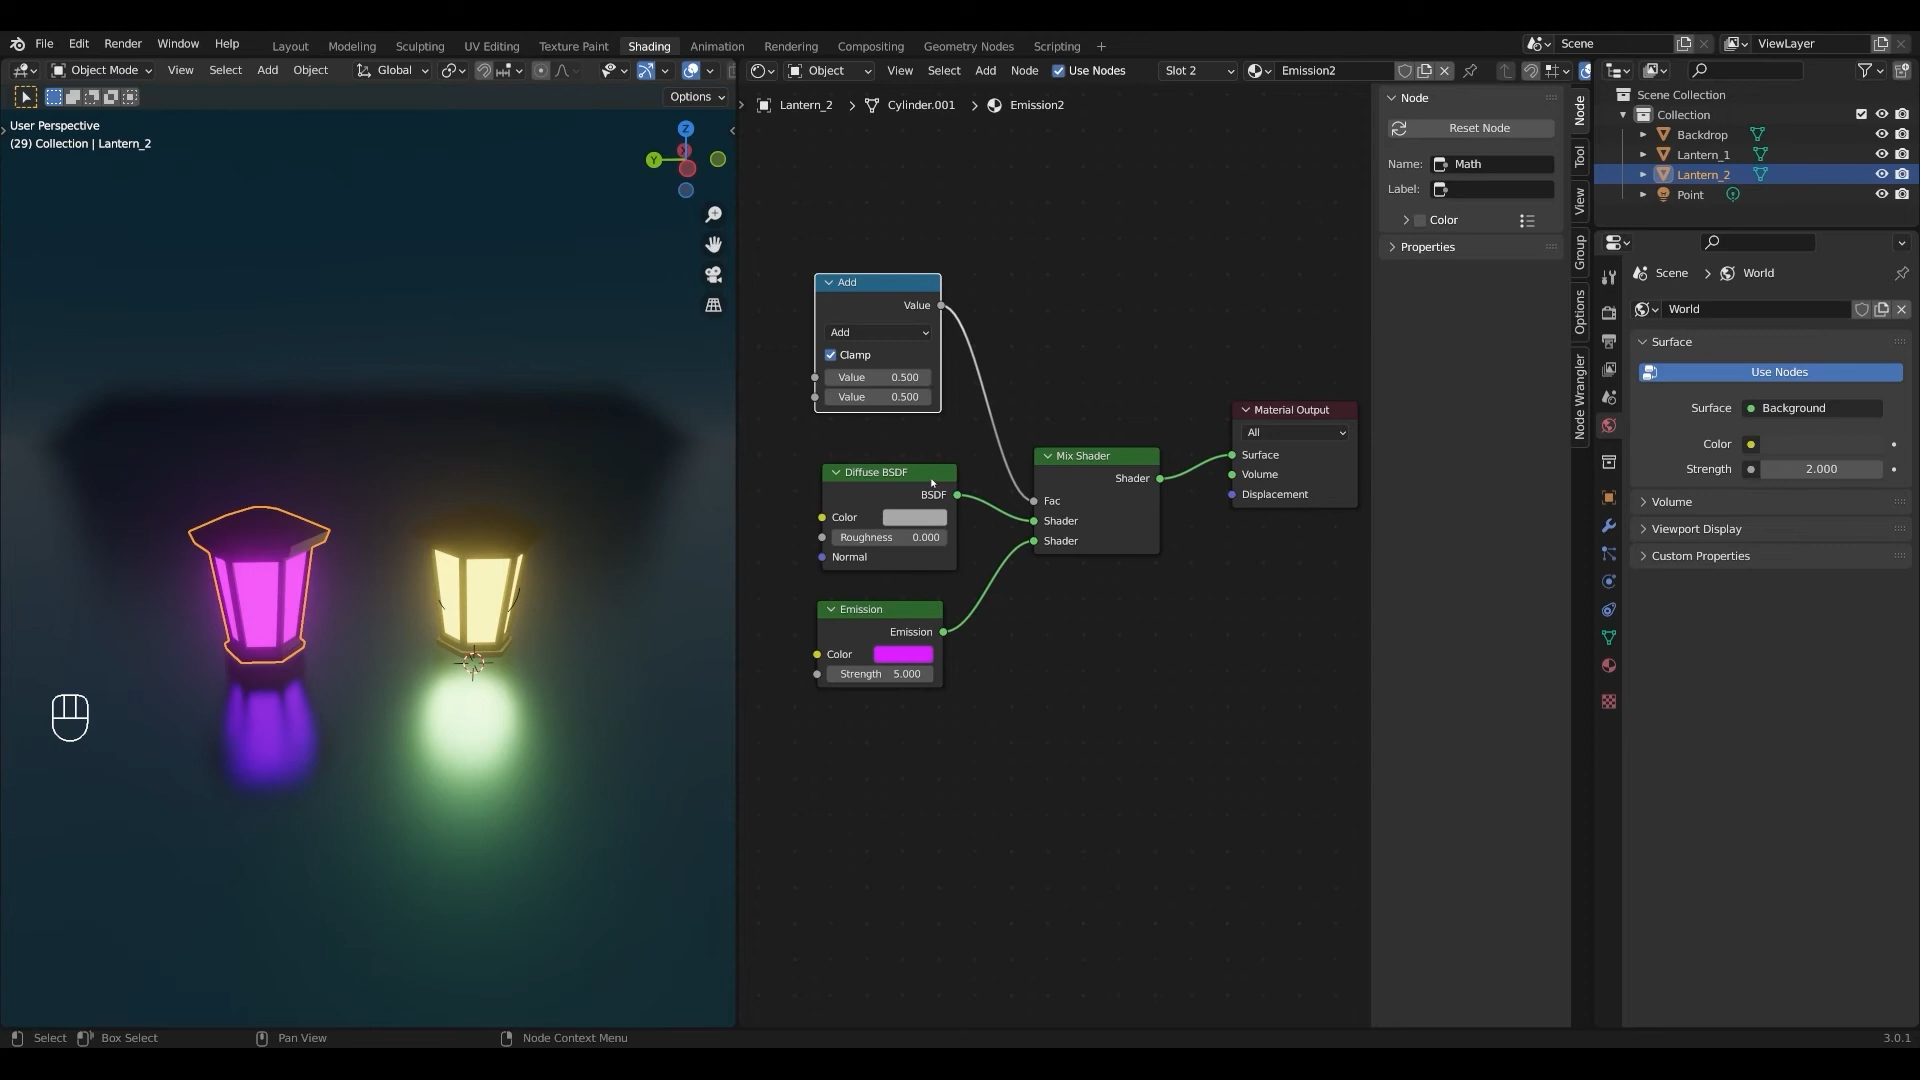 File Edit Render Window Help Layout Modeling Sculpting UV Editing Texture Paint Shading Animation Rendering Compositing Geometry Nodes Scripting + Scene ViewLayer
Object Mode View Select Add Object Global Object View Select Add Node Use Nodes Slot 2 Emission2
Options
User Perspective
(29) Collection | Lantern_2
Z
Y
X
Lantern_2 > Cylinder.001 > Emission2
Add
Value
Add
Clamp
Value 0.500
Value 0.500
Diffuse BSDF
BSDF
Color
Roughness 0.000
Normal
Emission
Emission
Color
Strength 5.000
Mix Shader
Shader
Fac
Shader
Shader
Material Output
All
Surface
Volume
Displacement
Node
Reset Node
Name: Math
Label:
Color
Properties
Node
Tool
View
Group
Options
Node Wrangler
Scene Collection
Collection
Backdrop
Lantern_1
Lantern_2
Point
Scene > World
World
Surface
Use Nodes
Surface Background
Color
Strength 2.000
Volume
Viewport Display
Custom Properties
Select Box Select Pan View Node Context Menu 3.0.1